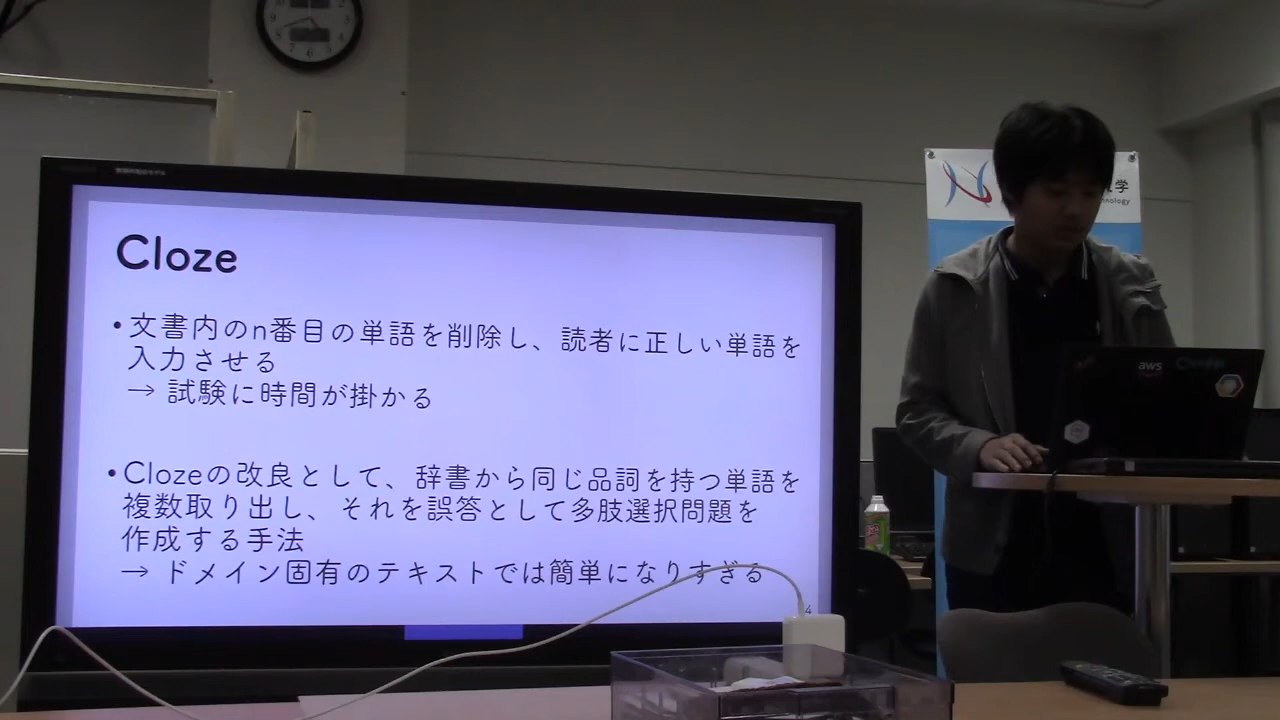 Cloze
•文書内のn番目の単語を削除し、読者に正しい単語を
入力させる
→ 試験に時間が掛かる
•Clozeの改良として、辞書から同じ品詞を持つ単語を
複数取り出し、それを誤答として多肢選択問題を
作成する手法
→ ドメイン固有のテキストでは簡単になりすぎる
4
学
nology
aws